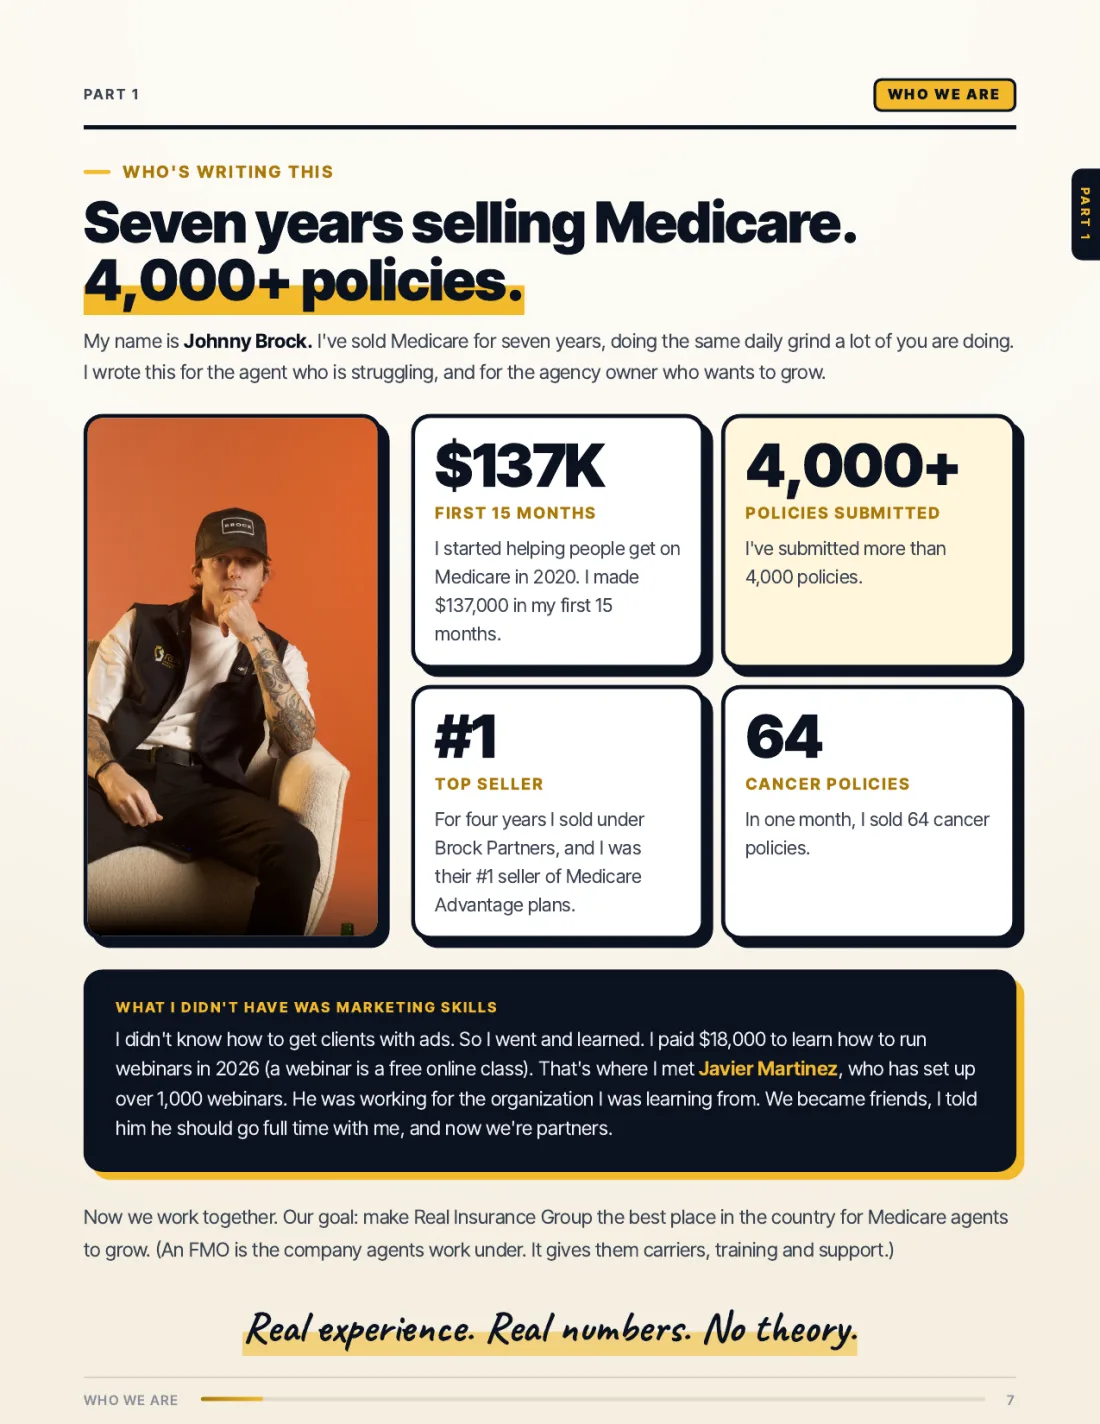 PART 1
WHO WE ARE
PART 1
WHO'S WRITING THIS
Seven years selling Medicare.
4,000+ policies.
My name is Johnny Brock. I've sold Medicare for seven years, doing the same daily grind a lot of you are doing.
I wrote this for the agent who is struggling, and for the agency owner who wants to grow.
BROCK
$137K
FIRST 15 MONTHS
I started helping people get on
Medicare in 2020. I made
$137,000 in my first 15
months.
4,000+
POLICIES SUBMITTED
I've submitted more than
4,000 policies.
#1
TOP SELLER
For four years I sold under
Brock Partners, and I was
their #1 seller of Medicare
Advantage plans.
64
CANCER POLICIES
In one month, I sold 64 cancer
policies.
WHAT I DIDN'T HAVE WAS MARKETING SKILLS
I didn't know how to get clients with ads. So I went and learned. I paid $18,000 to learn how to run
webinars in 2026 (a webinar is a free online class). That's where I met Javier Martinez, who has set up
over 1,000 webinars. He was working for the organization I was learning from. We became friends, I told
him he should go full time with me, and now we're partners.
Now we work together. Our goal: make Real Insurance Group the best place in the country for Medicare agents
to grow. (An FMO is the company agents work under. It gives them carriers, training and support.)
Real experience. Real numbers. No theory.
WHO WE ARE
7